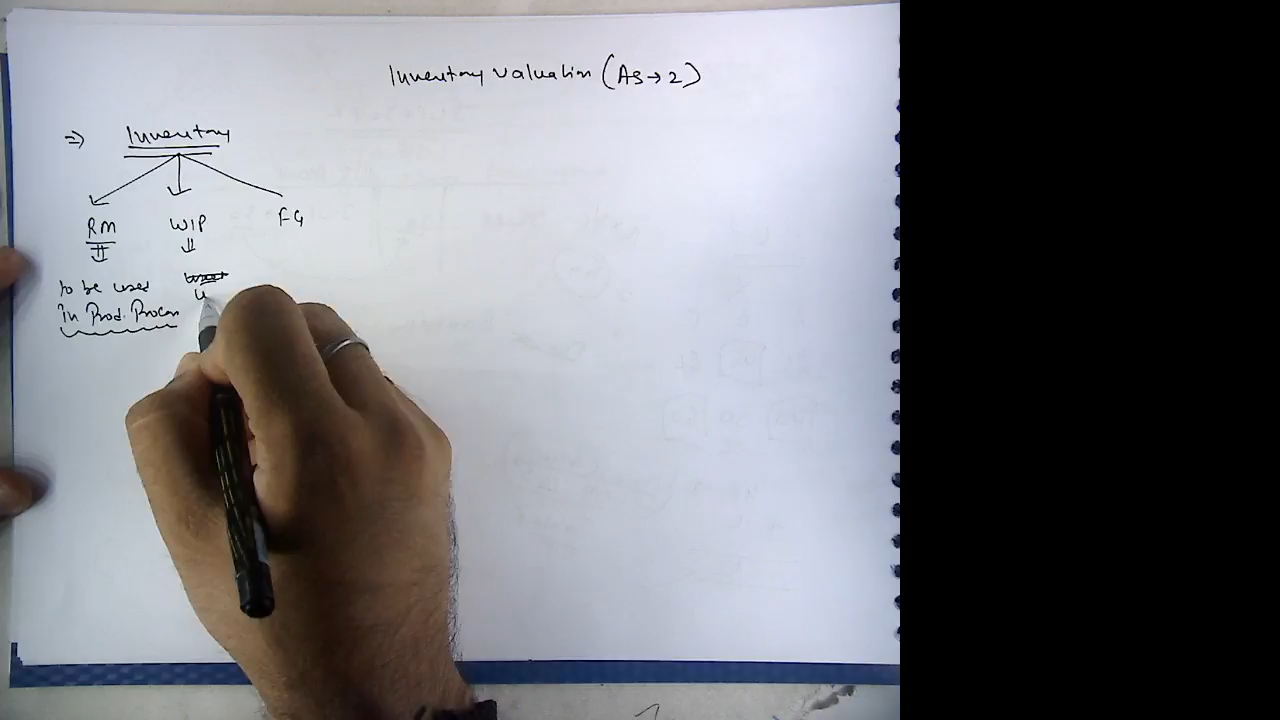 Inventory valuation (AS → 2)
⇒ Inventory
RM WIP FG
to be used
In Prod. Process
u